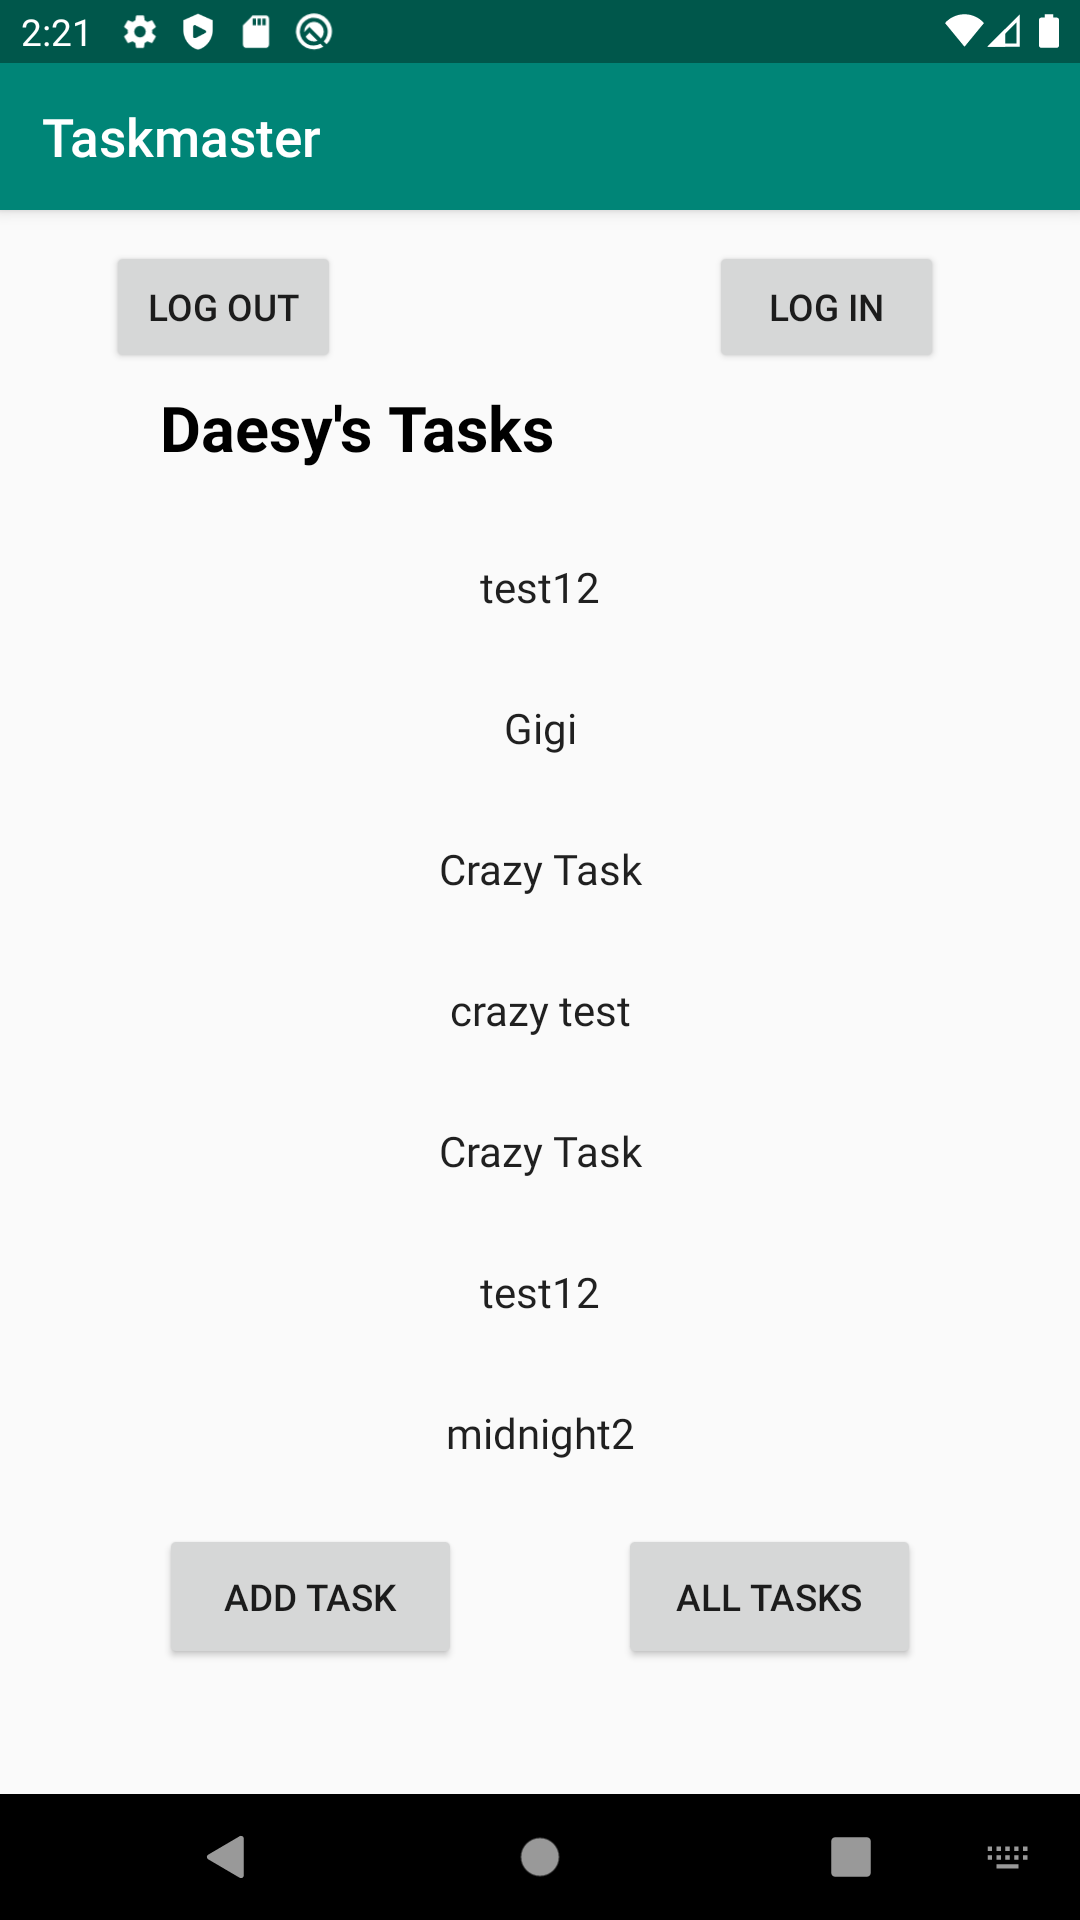 2:21
Taskmaster
LOG OUT LOG IN
Daesy's Tasks
test12
Gigi
Crazy Task
crazy test
Crazy Task
test12
midnight2
ADD TASK ALL TASKS